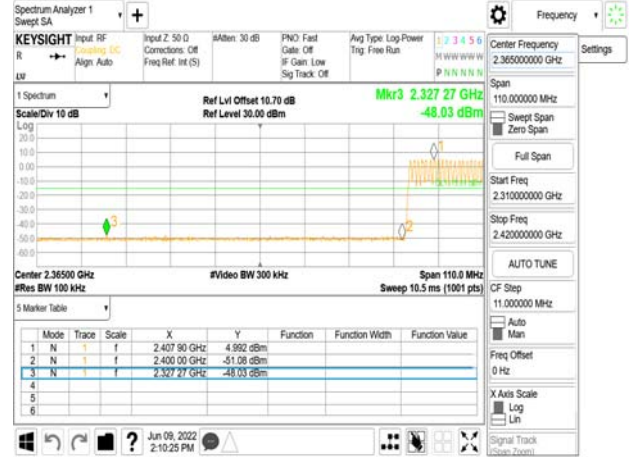 Spectrum Analyzer 1
Swept SA
+
Frequency
KEYSIGHT
R
Input: RF
Coupling: DC
Align: Auto
Input Z: 50 Ω
Corrections: Off
Freq Ref: Int (S)
#Atten: 30 dB
PNO: Fast
Gate: Off
IF Gain: Low
Sig Track: Off
Avg Type: Log-Power
Trig: Free Run
1 2 3 4 5 6
M W W W W W
P N N N N N
1 Spectrum
Scale/Div 10 dB
Log
Ref Lvl Offset 10.70 dB
Ref Level 30.00 dBm
Mkr3 2.327 27 GHz
-48.03 dBm
20.0
10.0
0.00
-10.0
-20.0
-30.0
-40.0
-50.0
-60.0
1
2
3
Center 2.36500 GHz
#Res BW 100 kHz
#Video BW 300 kHz
Span 110.0 MHz
Sweep 10.5 ms (1001 pts)
5 Marker Table
Mode Trace Scale X Y Function Function Width Function Value
1 N 1 f 2.407 90 GHz 4.992 dBm
2 N 1 f 2.400 00 GHz -51.08 dBm
3 N 1 f 2.327 27 GHz -48.03 dBm
4
5
6
Jun 09, 2022
2:10:25 PM
?
Center Frequency
2.365000000 GHz
Settings
Span
110.000000 MHz
Swept Span
Zero Span
Full Span
Start Freq
2.310000000 GHz
Stop Freq
2.420000000 GHz
AUTO TUNE
CF Step
11.000000 MHz
Auto
Man
Freq Offset
0 Hz
X Axis Scale
Log
Lin
Signal Track
(Span Zoom)